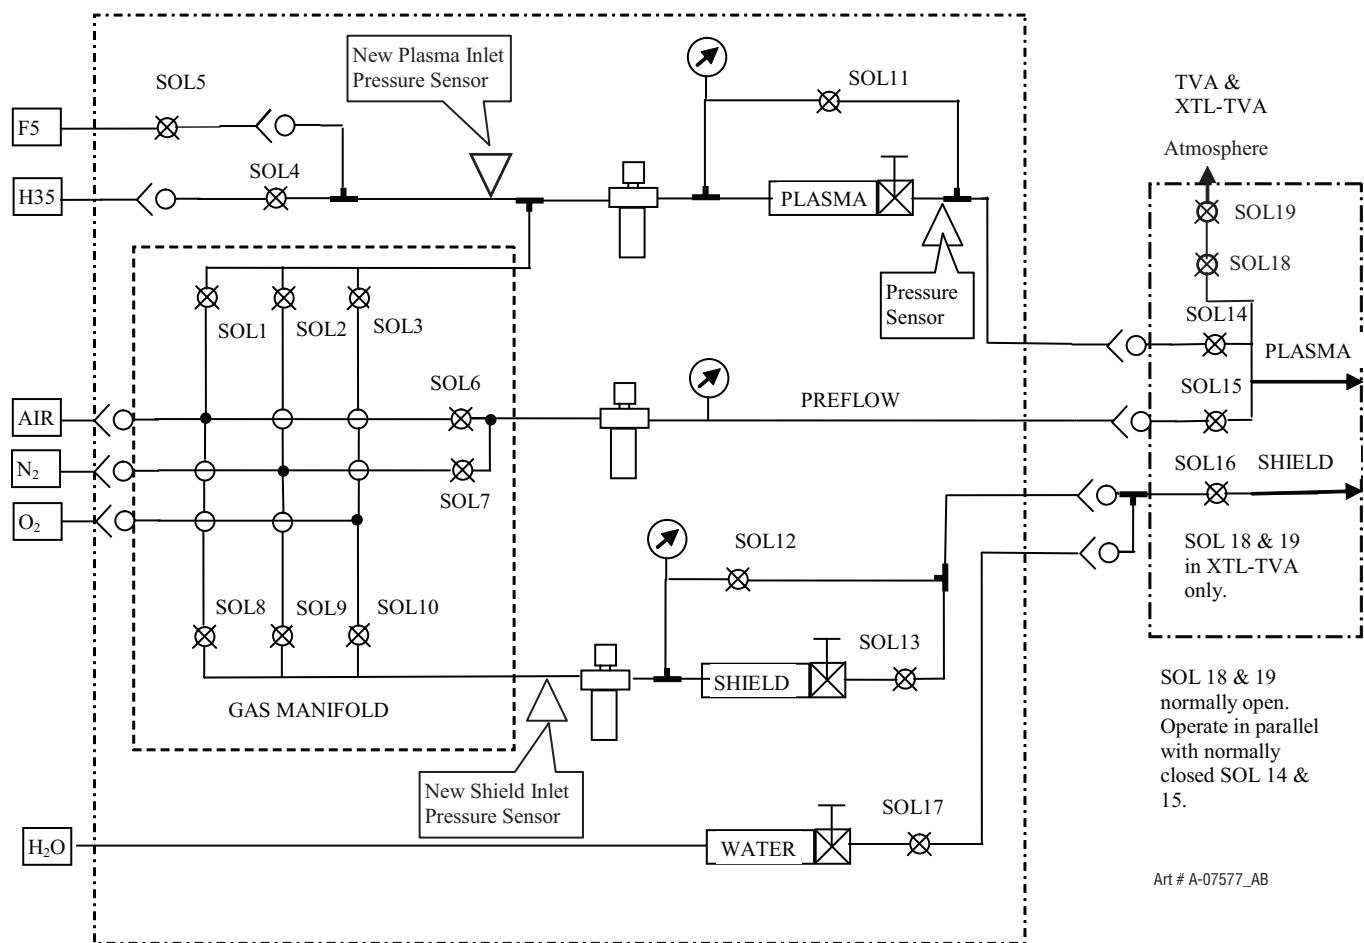 New Plasma Inlet
Pressure Sensor
SOL5
SOL11
TVA &
XTL-TVA
F5
SOL4
Atmosphere
H35
PLASMA
SOL19
SOL18
Pressure
Sensor
SOL1
SOL2
SOL3
SOL14
PLASMA
SOL6
SOL15
AIR
PREFLOW
N2
SOL7
SOL16
SHIELD
O2
SOL12
SOL 18 & 19
in XTL-TVA
only.
SOL8
SOL9
SOL10
SOL13
SHIELD
GAS MANIFOLD
SOL 18 & 19
normally open.
Operate in parallel
with normally
closed SOL 14 &
15.
New Shield Inlet
Pressure Sensor
SOL17
H2O
WATER
Art # A-07577_AB